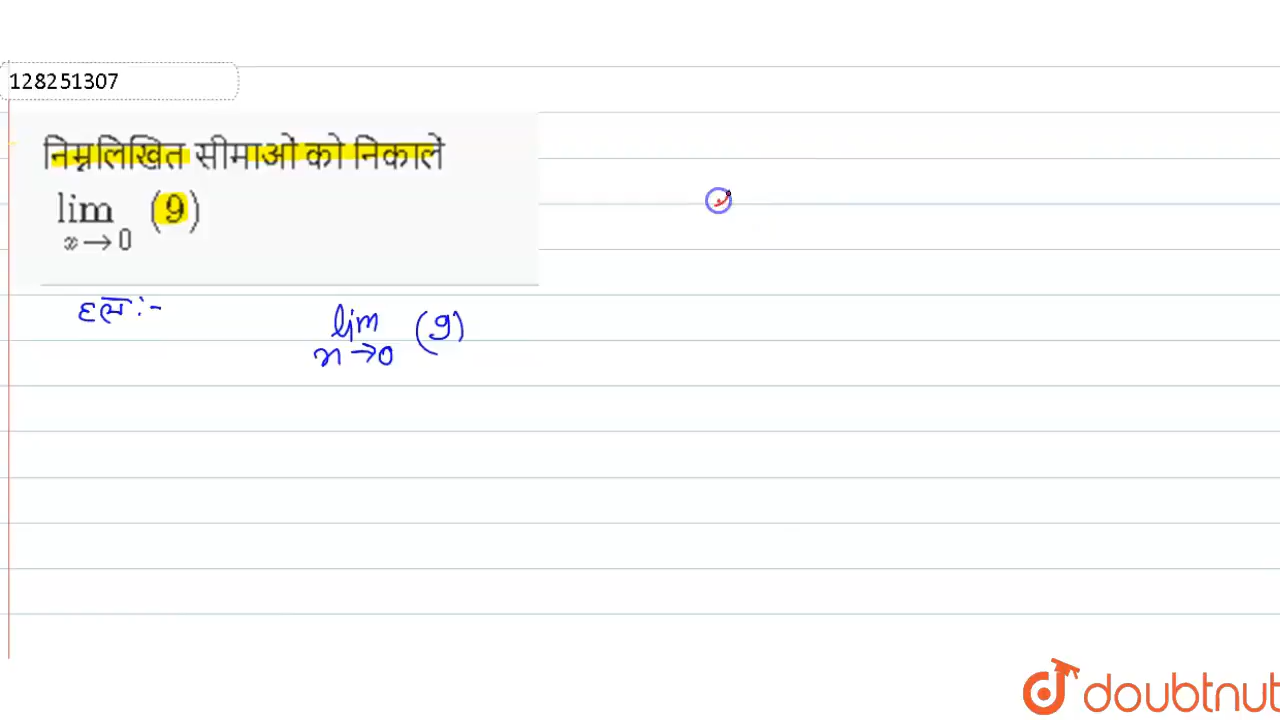 128251307
निम्नलिखित सीमाओं को निकालें
lim (9)
x→0
हल :-
lim (9)
x→0
doubtnut